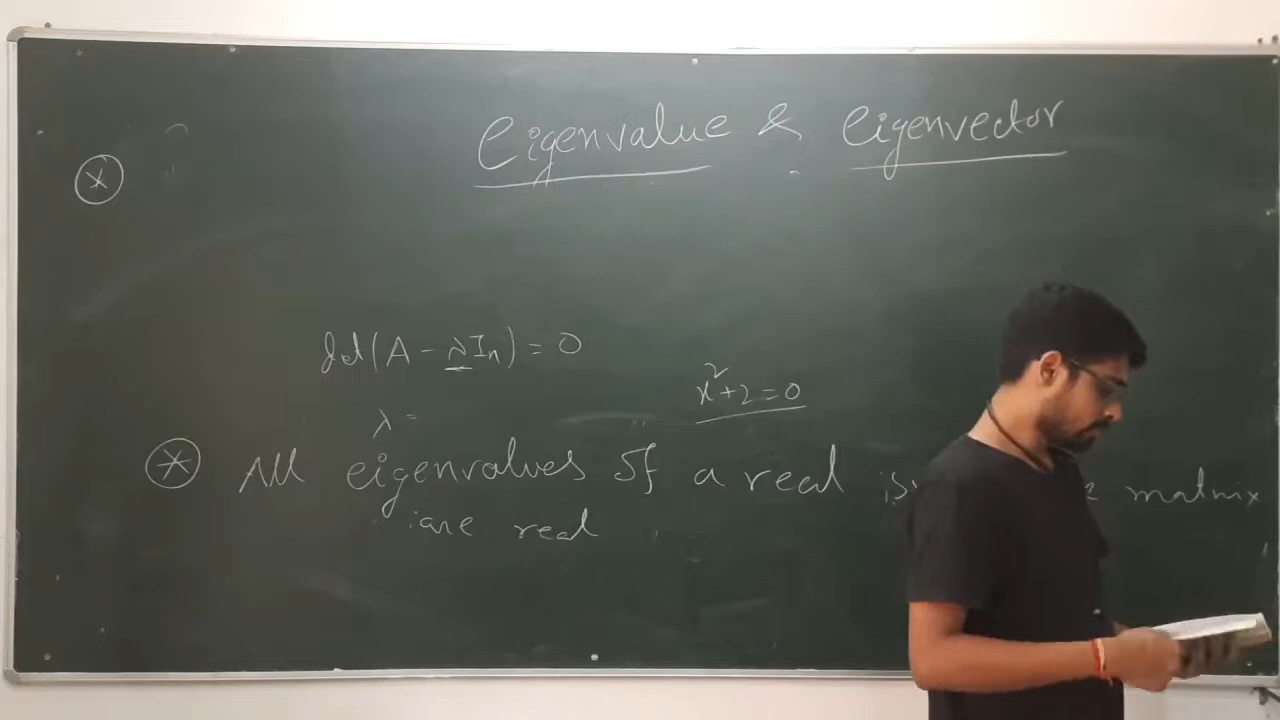 Eigenvalue & Eigenvector
det(A - λIn) = 0
x²+2=0
λ =
All eigenvalues of a real matrix
are real